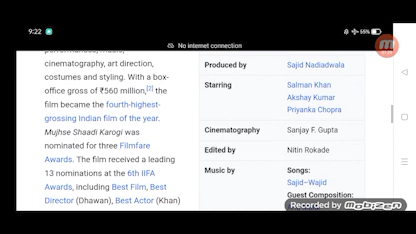 9:22
55%
No internet connection
cinematography, art direction,
costumes and styling. With a box-
office gross of ₹560 million,[2] the
film became the fourth-highest-
grossing Indian film of the year.
Mujhse Shaadi Karogi was
nominated for three Filmfare
Awards. The film received a leading
13 nominations at the 6th IIFA
Awards, including Best Film, Best
Director (Dhawan), Best Actor (Khan)
Produced by Sajid Nadiadwala
Starring Salman Khan
Akshay Kumar
Priyanka Chopra
Cinematography Sanjay F. Gupta
Edited by Nitin Rokade
Music by Songs:
Sajid–Wajid
Guest Composition:
Recorded by Mobizen